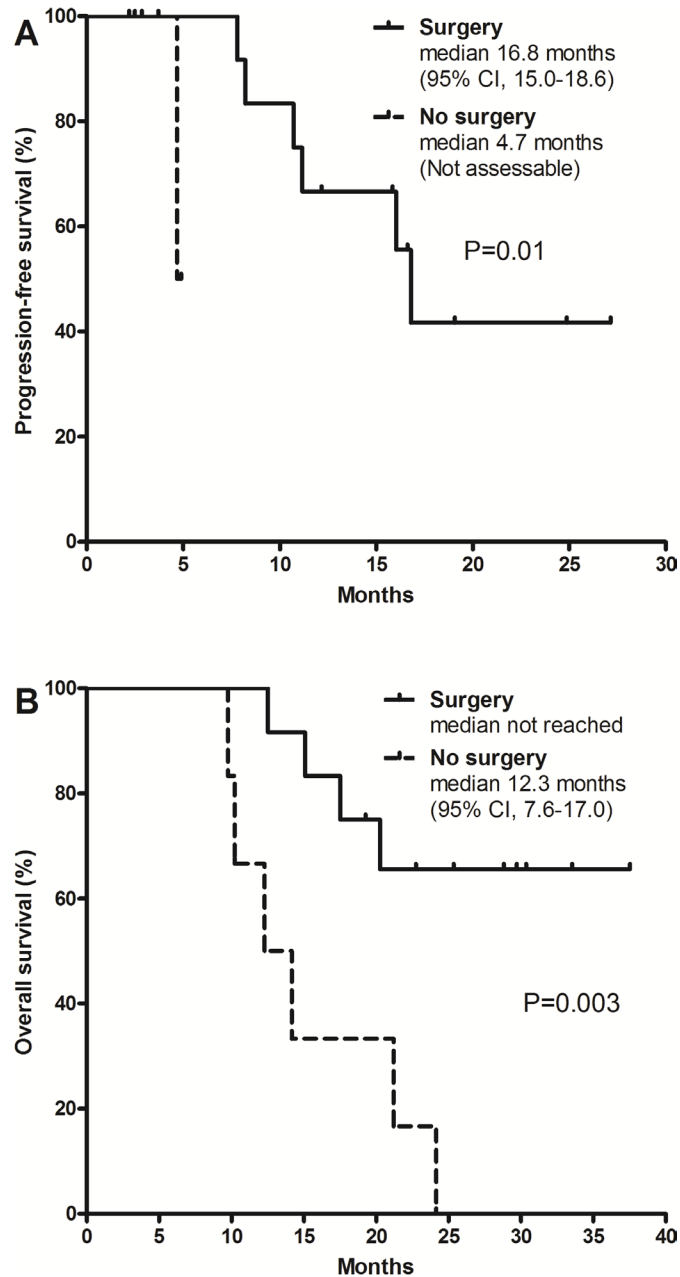 A
Surgery
median 16.8 months
(95% CI, 15.0-18.6)
No surgery
median 4.7 months
(Not assessable)
P=0.01
Progression-free survival (%)
100
80
60
40
20
0
0 5 10 15 20 25 30
Months
B
Surgery
median not reached
No surgery
median 12.3 months
(95% CI, 7.6-17.0)
P=0.003
Overall survival (%)
100
80
60
40
20
0
0 5 10 15 20 25 30 35 40
Months